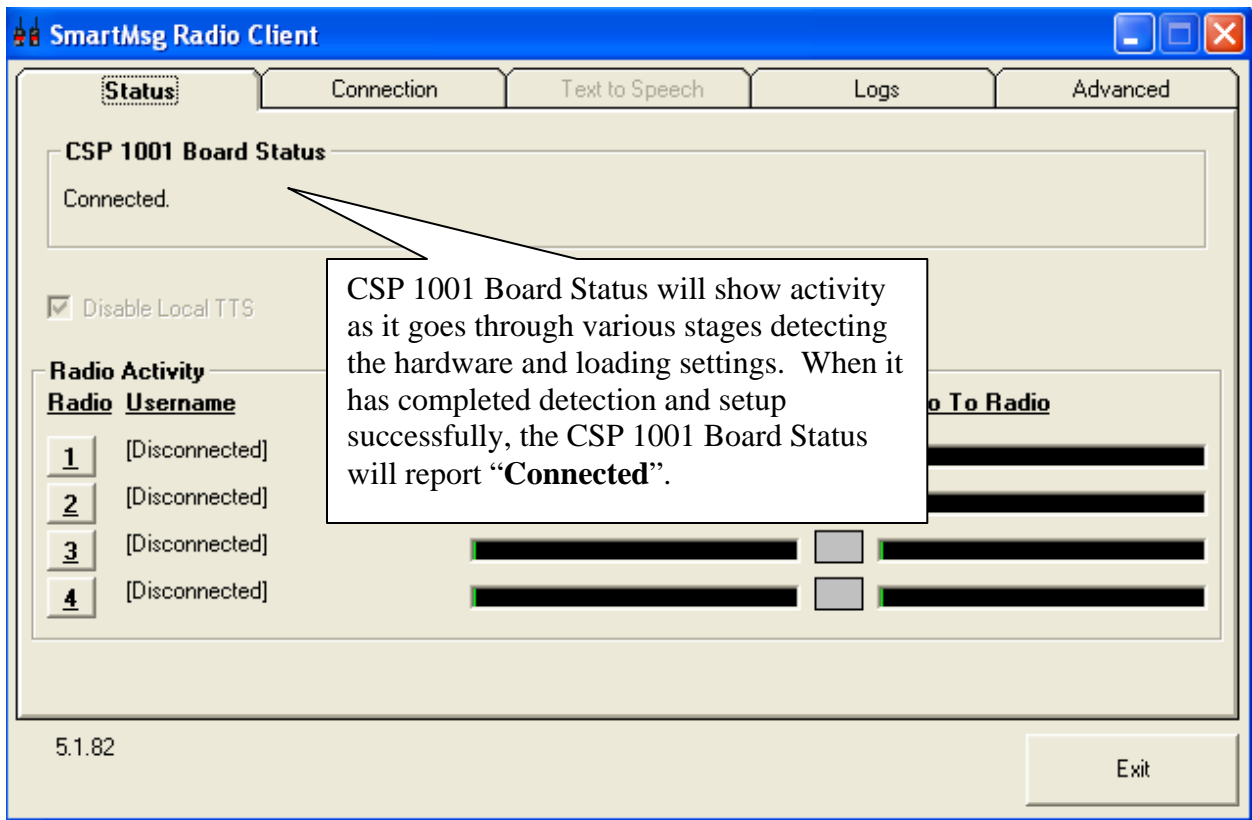 SmartMsg Radio Client
Status Connection Text to Speech Logs Advanced
CSP 1001 Board Status
Connected.
CSP 1001 Board Status will show activity
as it goes through various stages detecting
the hardware and loading settings. When it
has completed detection and setup
successfully, the CSP 1001 Board Status
will report “Connected”.
Disable Local TTS
Radio Activity
Radio Username To Radio
1 [Disconnected]
2 [Disconnected]
3 [Disconnected]
4 [Disconnected]
5.1.82
Exit